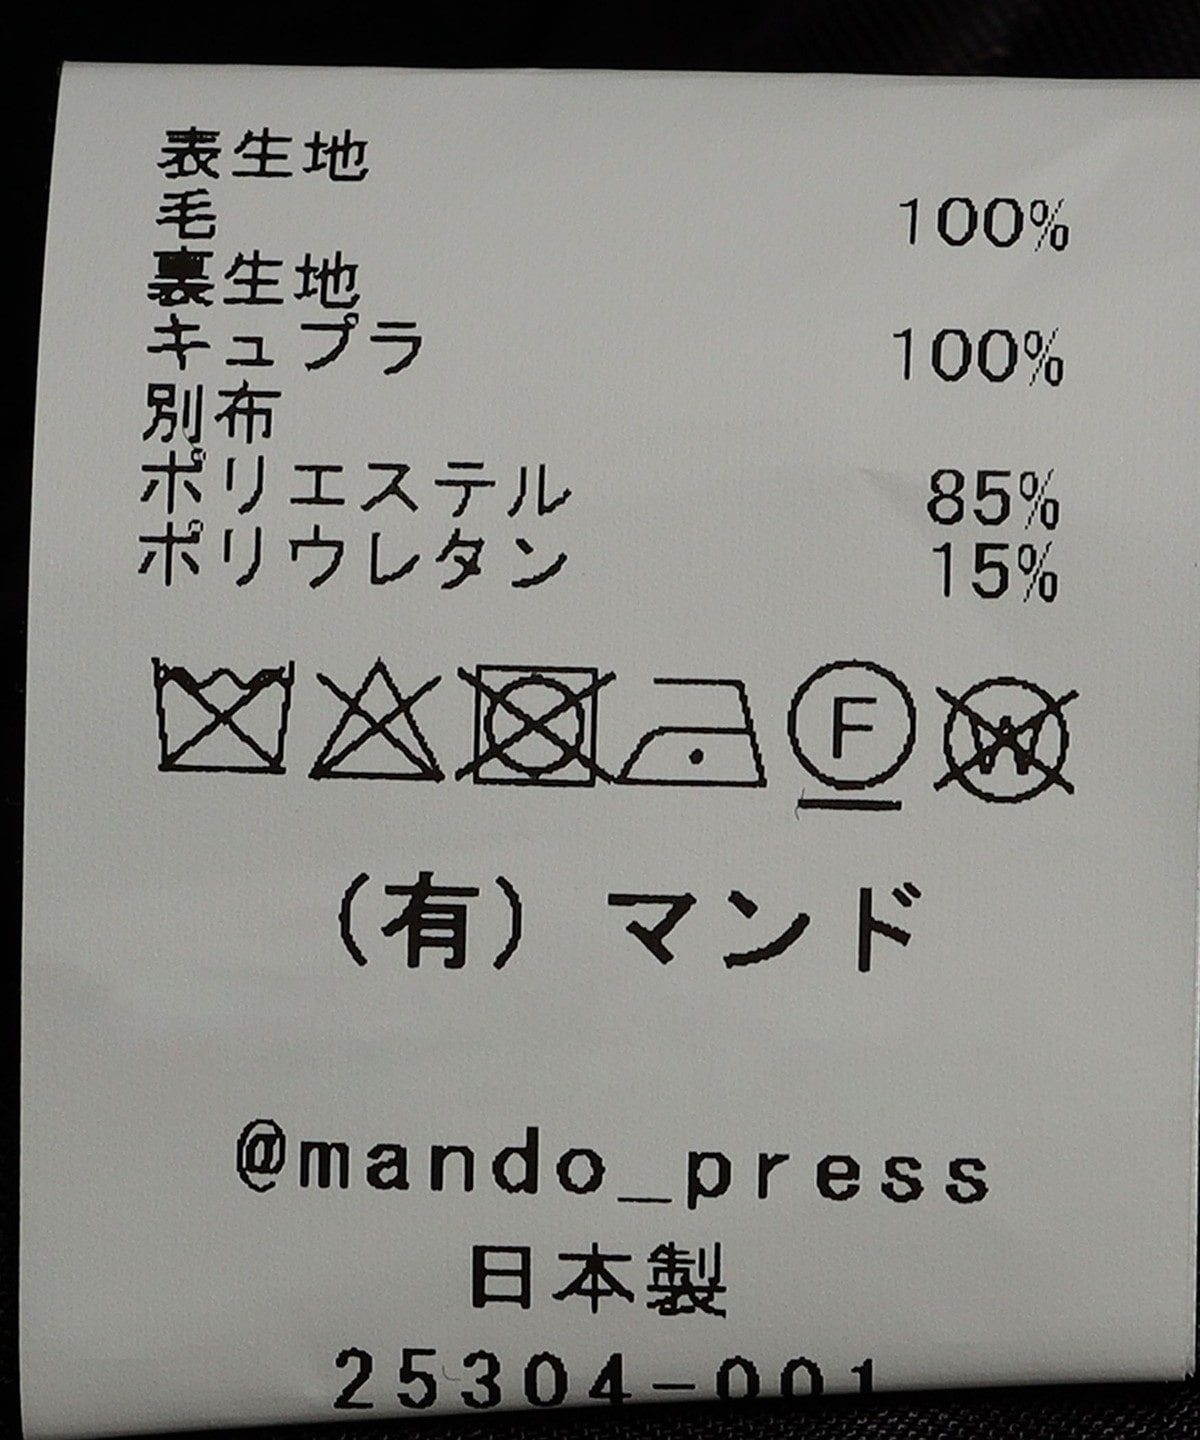 表生地
毛 100%
裏生地
キュプラ 100%
別布
ポリエステル 85%
ポリウレタン 15%
F W
(有) マンド
@mando_press
日本製
25304-001